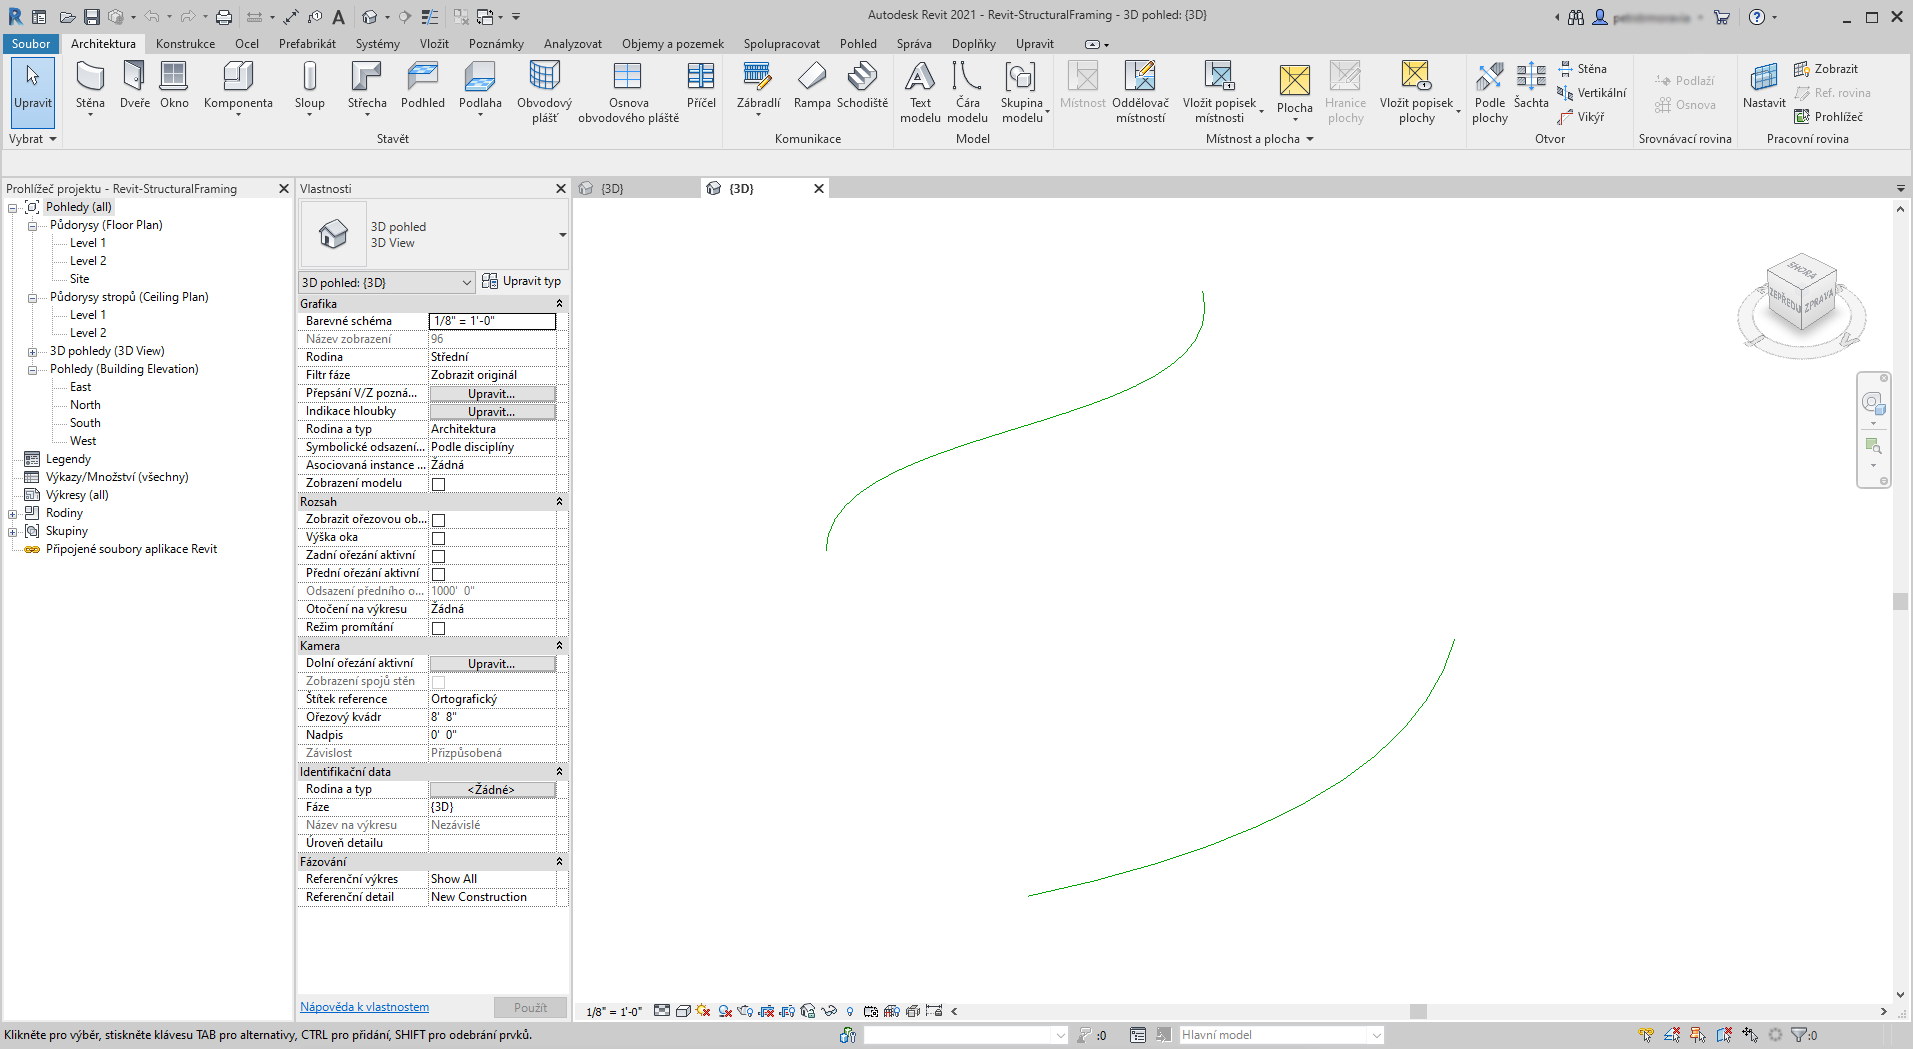 Autodesk Revit 2021 - Revit-StructuralFraming - 3D pohled: {3D}
Soubor Architektura Konstrukce Ocel Prefabrikát Systémy Vložit Poznámky Analyzovat Objemy a pozemek Spolupracovat Pohled Správa Doplňky Upravit
Upravit Stěna Dveře Okno Komponenta Sloup Střecha Podhled Podlaha Obvodový plášť Osnova obvodového pláště Příčel Zábradlí Rampa Schodiště Text modelu Čára modelu Skupina modelu Místnost Oddělovač místností Vložit popisek místnosti Plocha Hranice plochy Vložit popisek plochy Podle plochy Šachta Stěna Vertikální Vikýř Podlaží Osnova Nastavit Zobrazit Ref. rovina Prohlížeč
Vybrat Stavět Komunikace Model Místnost a plocha Otvor Srovnávací rovina Pracovní rovina
Prohlížeč projektu - Revit-StructuralFraming
Pohledy (all)
Půdorysy (Floor Plan)
Level 1
Level 2
Site
Půdorysy stropů (Ceiling Plan)
Level 1
Level 2
3D pohledy (3D View)
Pohledy (Building Elevation)
East
North
South
West
Legendy
Výkazy/Množství (všechny)
Výkresy (all)
Rodiny
Skupiny
Připojené soubory aplikace Revit
Vlastnosti
3D pohled
3D View
3D pohled: {3D} Upravit typ
Grafika
Barevné schéma 1/8" = 1'-0"
Název zobrazení 96
Rodina Střední
Filtr fáze Zobrazit originál
Přepsání V/Z pozná... Upravit...
Indikace hloubky Upravit...
Rodina a typ Architektura
Symbolické odsazení... Podle disciplíny
Asociovaná instance ... Žádná
Zobrazení modelu
Rozsah
Zobrazit ořezovou ob...
Výška oka
Zadní ořezání aktivní
Přední ořezání aktivní
Odsazení předního o... 1000' 0"
Otočení na výkresu Žádná
Režim promítání
Kamera
Dolní ořezání aktivní Upravit...
Zobrazení spojů stěn
Štítek reference Ortografický
Ořezový kvádr 8' 8"
Nadpis 0' 0"
Závislost Přizpůsobená
Identifikační data
Rodina a typ <Žádné>
Fáze {3D}
Název na výkresu Nezávislé
Úroveň detailu
Fázování
Referenční výkres Show All
Referenční detail New Construction
Nápověda k vlastnostem Použít
{3D} {3D}
SHORA
ZEPŘEDU ZPRAVA
1/8" = 1'-0"
Klikněte pro výběr, stiskněte klávesu TAB pro alternativy, CTRL pro přidání, SHIFT pro odebrání prvků. :0 Hlavní model :0